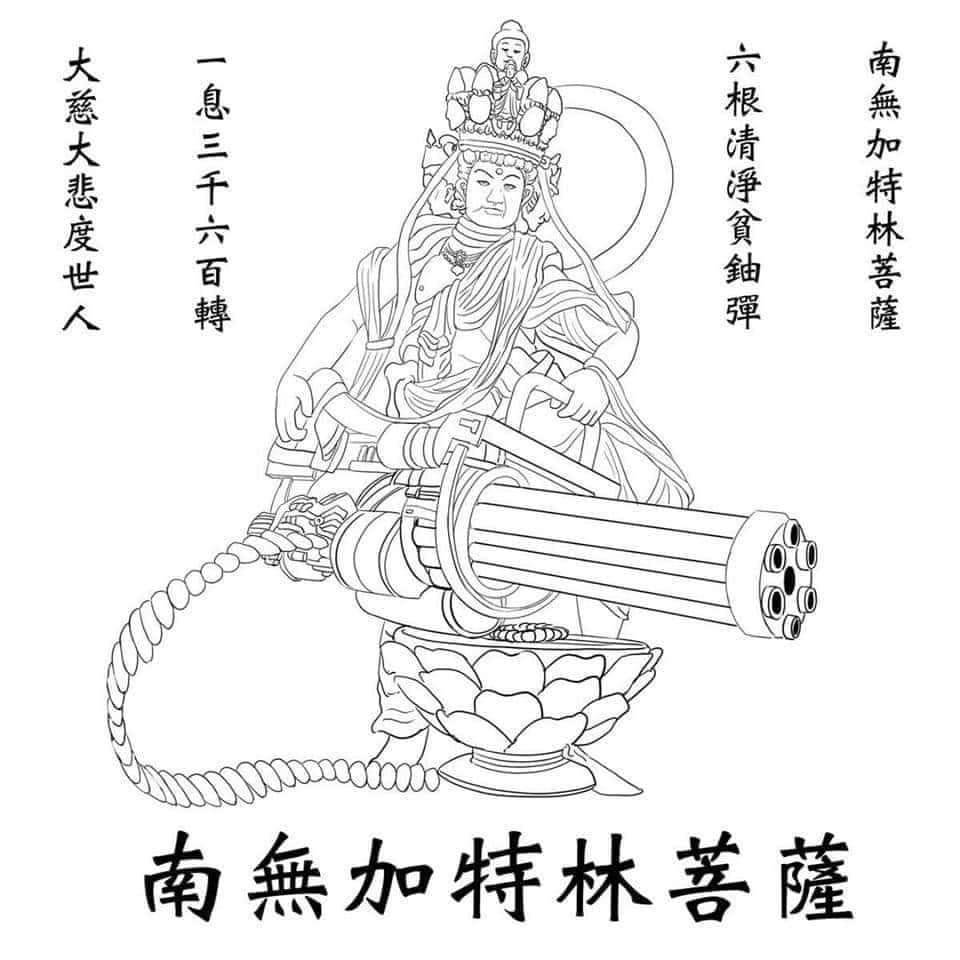 南無加特林菩薩
六根清淨貧鈾彈
一息三千六百轉
大慈大悲度世人
南無加特林菩薩